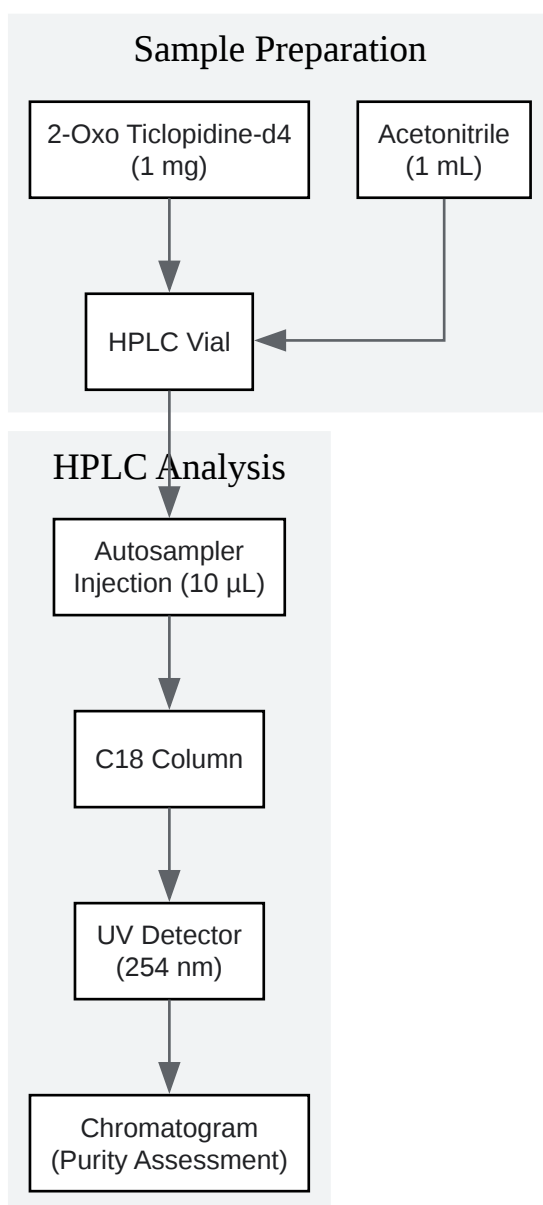 Sample Preparation
2-Oxo Ticlopidine-d4
(1 mg)
Acetonitrile
(1 mL)
HPLC Vial
HPLC Analysis
Autosampler
Injection (10 µL)
C18 Column
UV Detector
(254 nm)
Chromatogram
(Purity Assessment)